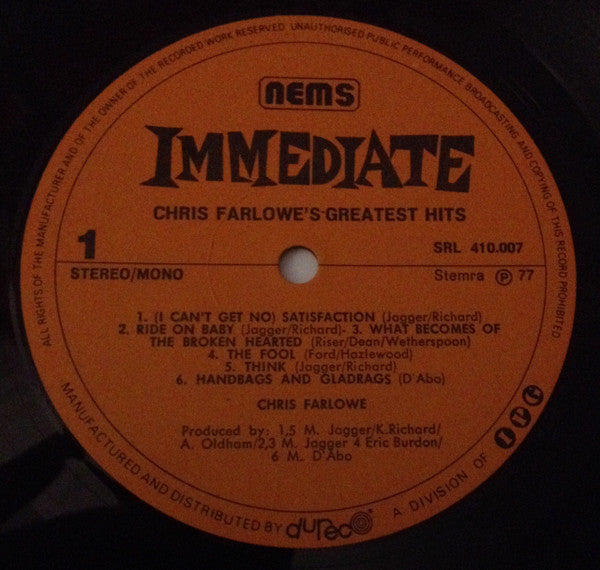 ALL RIGHTS OF THE MANUFACTURER AND OF THE OWNER OF THE RECORDED WORK RESERVED UNAUTHORISED PUBLIC PERFORMANCE BROADCASTING AND COPYING OF THIS RECORD PROHIBITED
nems
IMMEDIATE
CHRIS FARLOWE'S GREATEST HITS
1
SRL 410.007
STEREO/MONO
Stemra ℗ 77
1. (I CAN'T GET NO) SATISFACTION (Jagger/Richard)
2. RIDE ON BABY (Jagger/Richard)- 3. WHAT BECOMES OF
THE BROKEN HEARTED (Riser/Dean/Wetherspoon)
4. THE FOOL (Ford/Hazlewood)
5. THINK (Jagger/Richard)
6. HANDBAGS AND GLADRAGS (D'Abo)
CHRIS FARLOWE
Produced by: 1,5 M. Jagger/K.Richard/
A. Oldham/2,3 M. Jagger 4 Eric Burdon/
6 M. D'Abo
MANUFACTURED AND DISTRIBUTED BY dureco A DIVISION OF